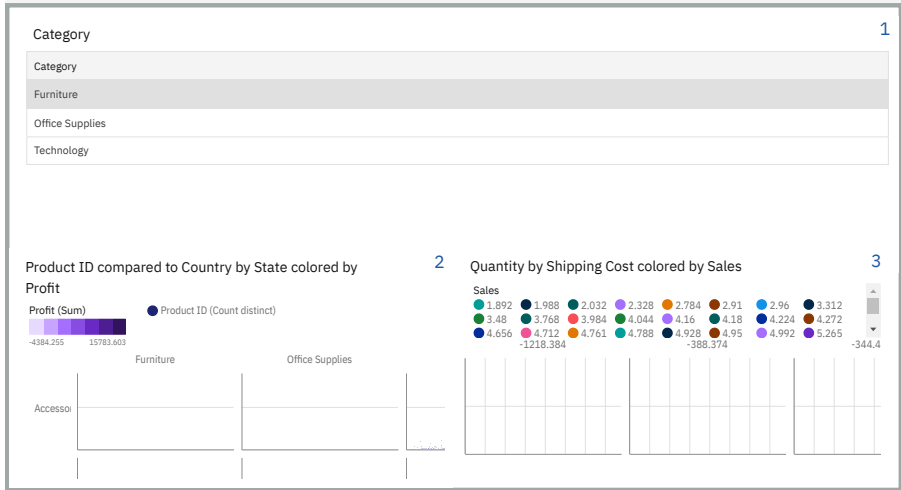 Category
1
Category
Furniture
Office Supplies
Technology
Product ID compared to Country by State colored by
Profit
2
Profit (Sum)
Product ID (Count distinct)
-4384.255 15783.603
Furniture Office Supplies
Accessor
Quantity by Shipping Cost colored by Sales
3
Sales
1.892 1.988 2.032 2.328 2.784 2.91 2.96 3.312
3.48 3.768 3.984 4.044 4.16 4.18 4.224 4.272
4.656 4.712 4.761 4.788 4.928 4.95 4.992 5.265
-1218.384 -388.374 -344.4